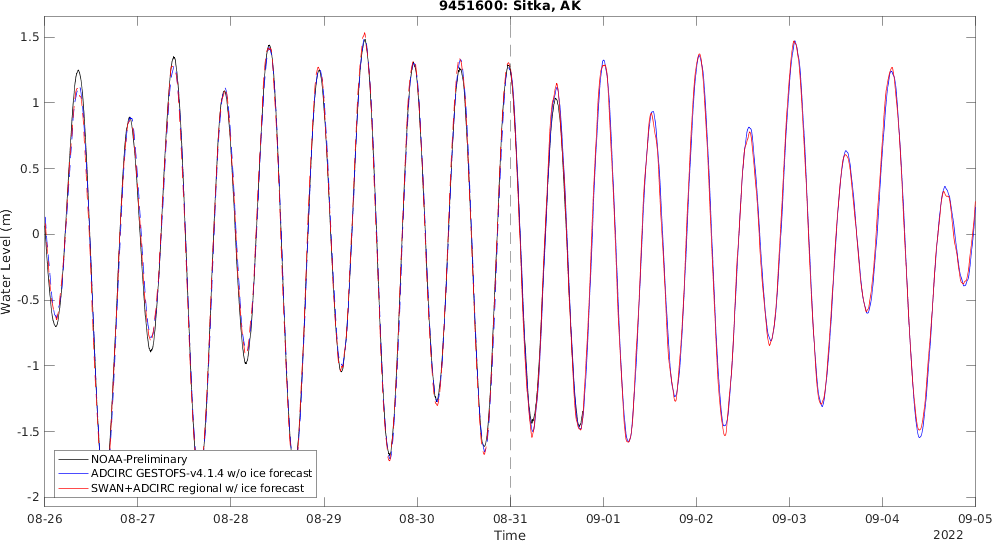 9451600: Sitka, AK
1.5
1
0.5
0
-0.5
-1
-1.5
-2
Water Level (m)
NOAA-Preliminary
ADCIRC GESTOFS-v4.1.4 w/o ice forecast
SWAN+ADCIRC regional w/ ice forecast
08-26 08-27 08-28 08-29 08-30 08-31 09-01 09-02 09-03 09-04 09-05
Time
2022